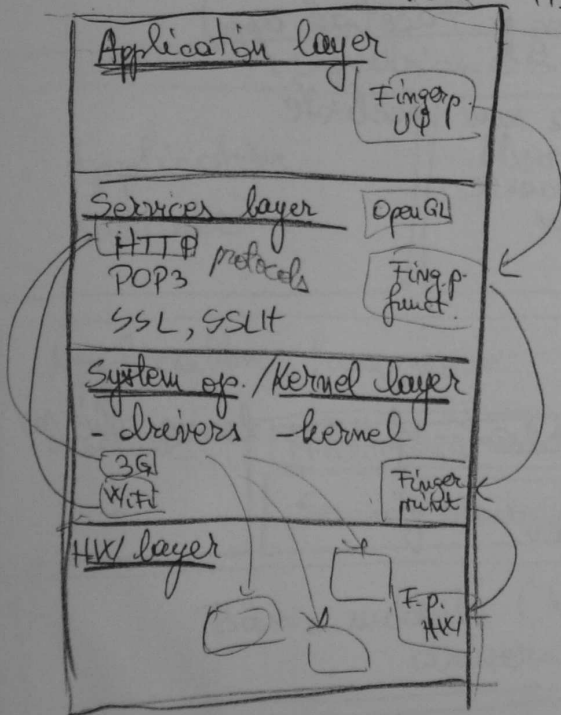 Application layer
Fingerp.
UI
Services layer
OpenGL
HTTP protocols
POP3
SSL, SSLH
Fing.p.
funct.
System op. / Kernel layer
- drivers - kernel
3G
WiFi
Finger
print
HW layer
F.p.
HW